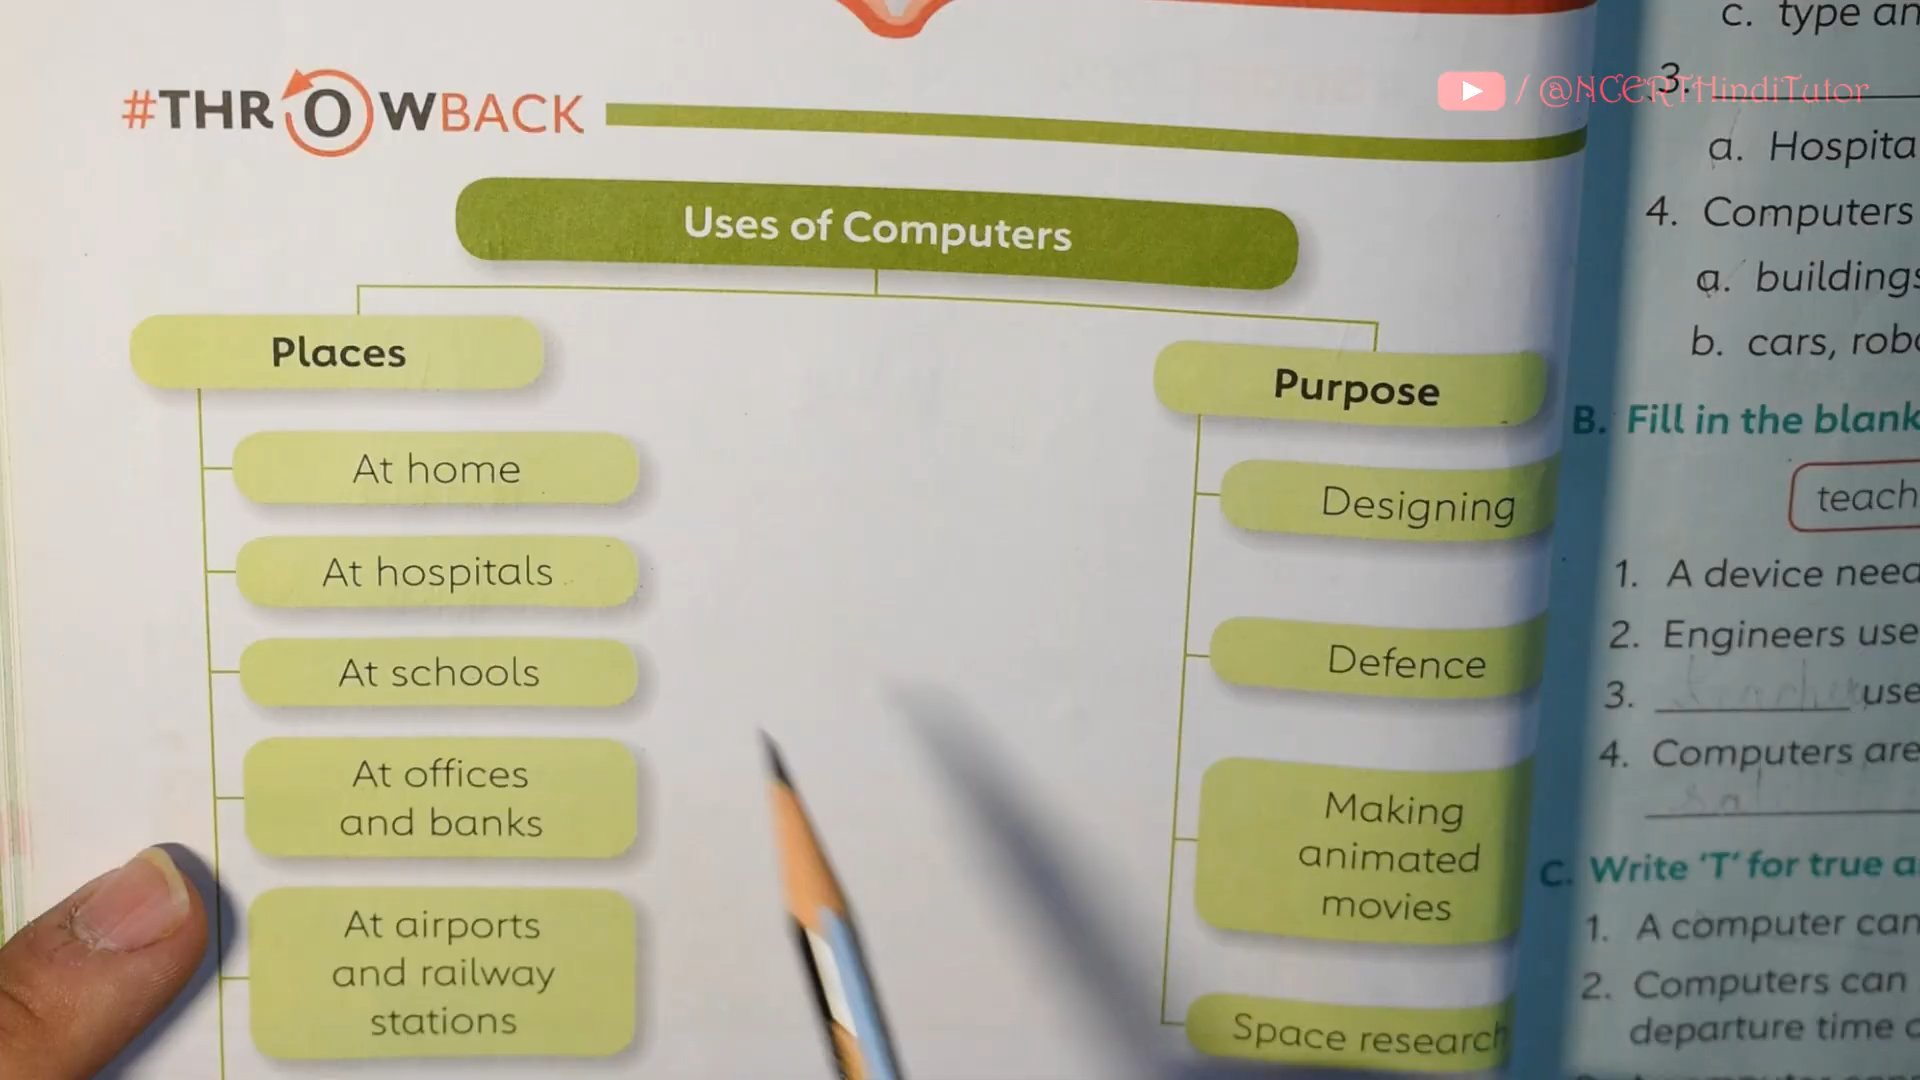 #THROWBACK
Uses of Computers
Places
At home
At hospitals
At schools
At offices
and banks
At airports
and railway
stations
Purpose
Designing
Defence
Making
animated
movies
Space research
/ @NCERTHindiTutor
c. type an
3.
a. Hospita
4. Computers
a. buildings
b. cars, robo
B. Fill in the blank
teach
1. A device need
2. Engineers use
3. use
4. Computers are
C. Write 'T' for true a
1. A computer can
2. Computers can
departure time